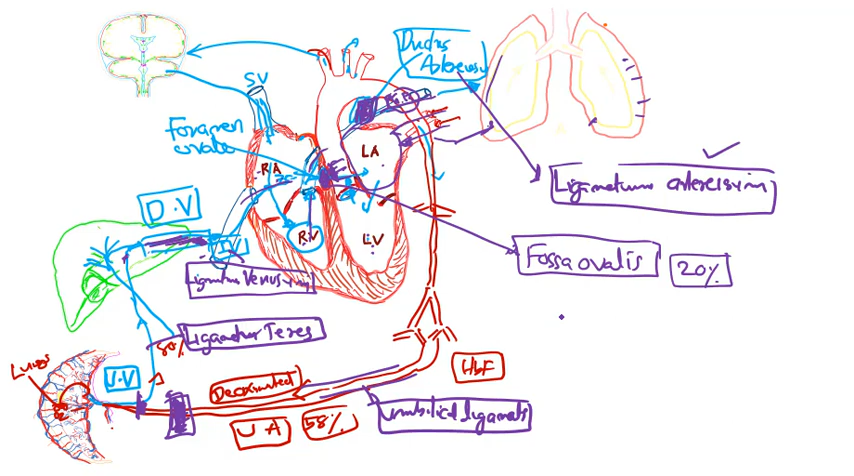 Ductus
Arteriosus
SV
Foramen
ovale
LA
RA
P.A
Ligametum arteriosum
D.V
RV
LV
Fossa ovalis
20%
Ligamentum Venosum
Ligamentum Teres
80%
Lungs
U.V
HbF
Deoxygenated
Umbilical ligaments
U A
58%